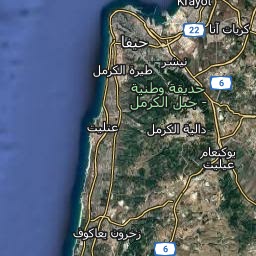 Krayot
كريات آتا
22
حيفا
نيشر
طيرة الكرمل
6
حديقة وطنية
- جبل الكرمل
عتليت
دالية الكرمل
يوكنعام
عيليت
زخرون يعاكوف
6